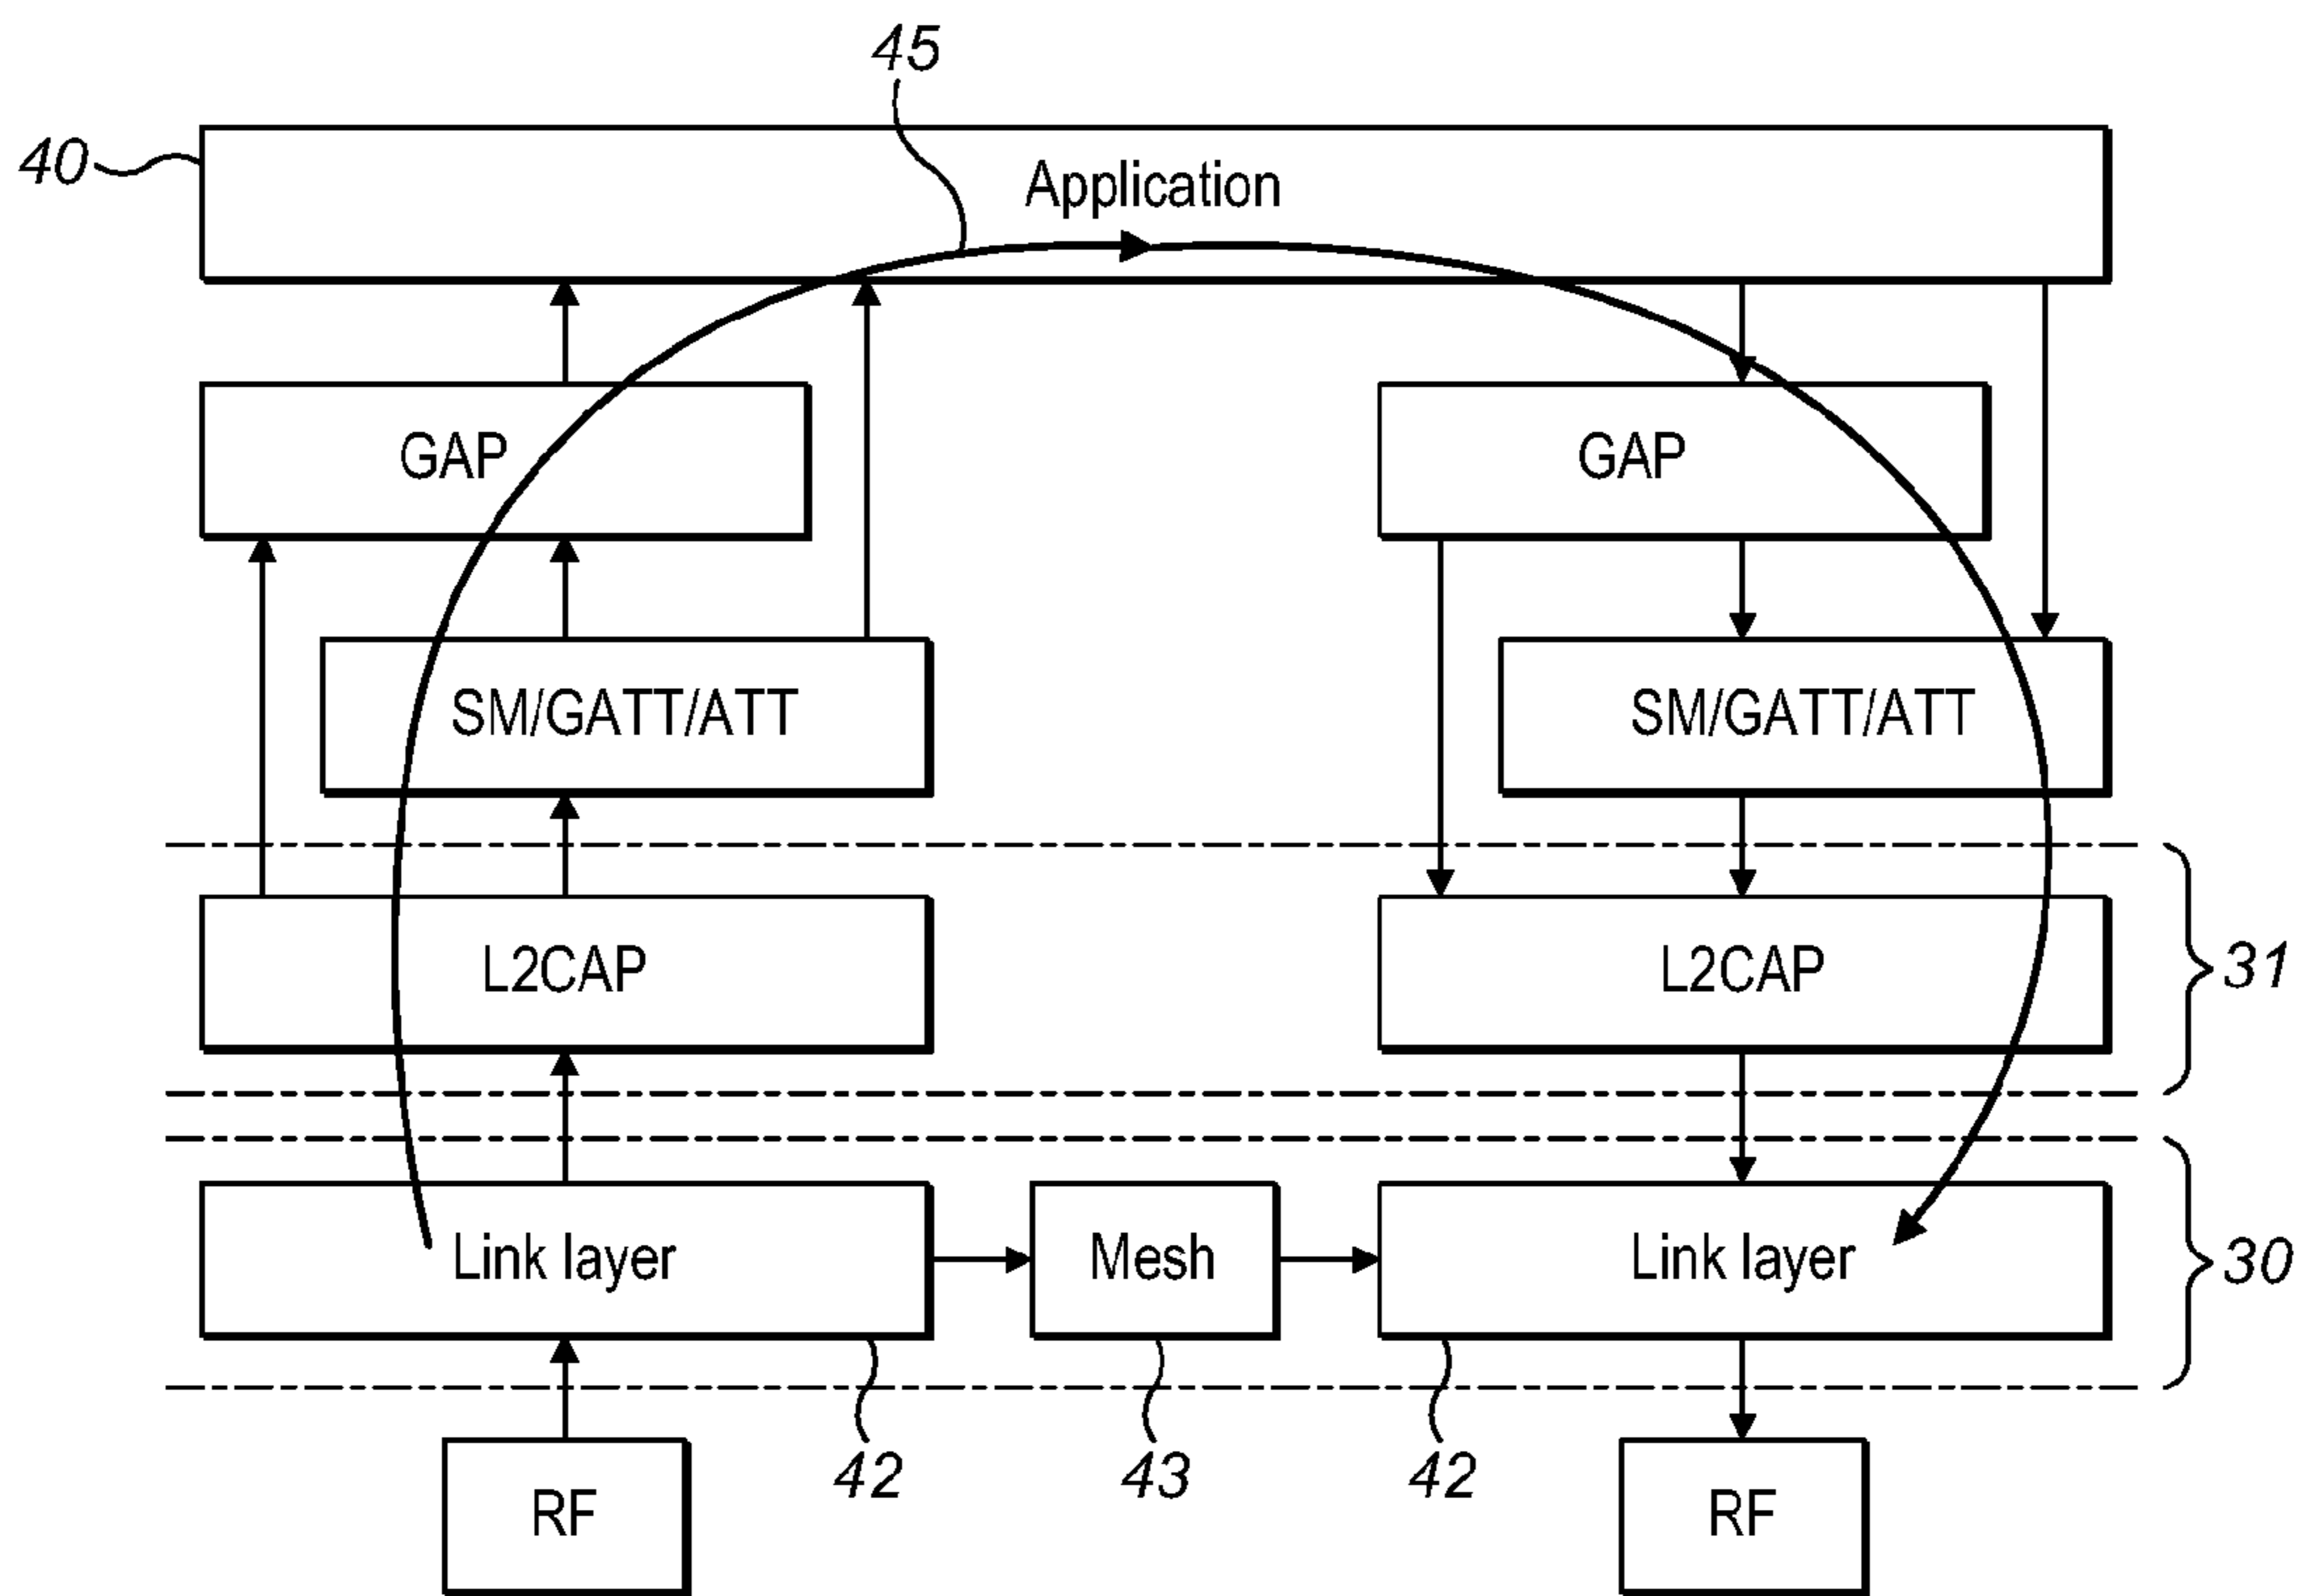 45
40
Application
GAP GAP
SM/GATT/ATT SM/GATT/ATT
L2CAP L2CAP
31
Link layer Mesh Link layer
30
42 43 42
RF RF